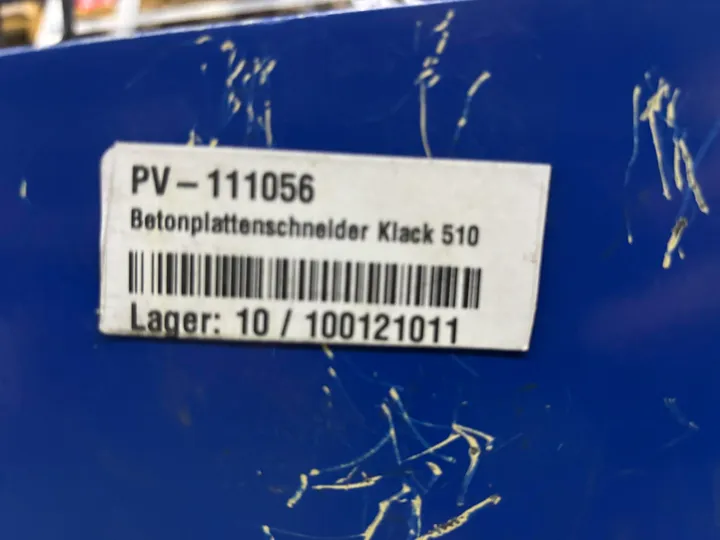 PV – 111056
Betonplattenschneider Klack 510
Lager: 10 / 100121011